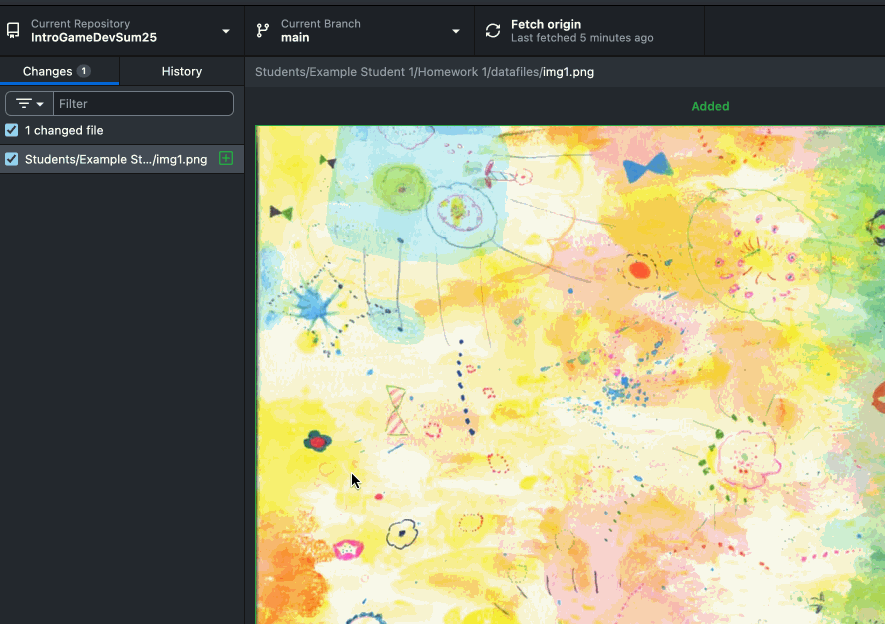 Current Repository
IntroGameDevSum25
Current Branch
main
Fetch origin
Last fetched 5 minutes ago
Changes 1
History
Students/Example Student 1/Homework 1/datafiles/img1.png
Filter
Added
1 changed file
Students/Example St.../img1.png